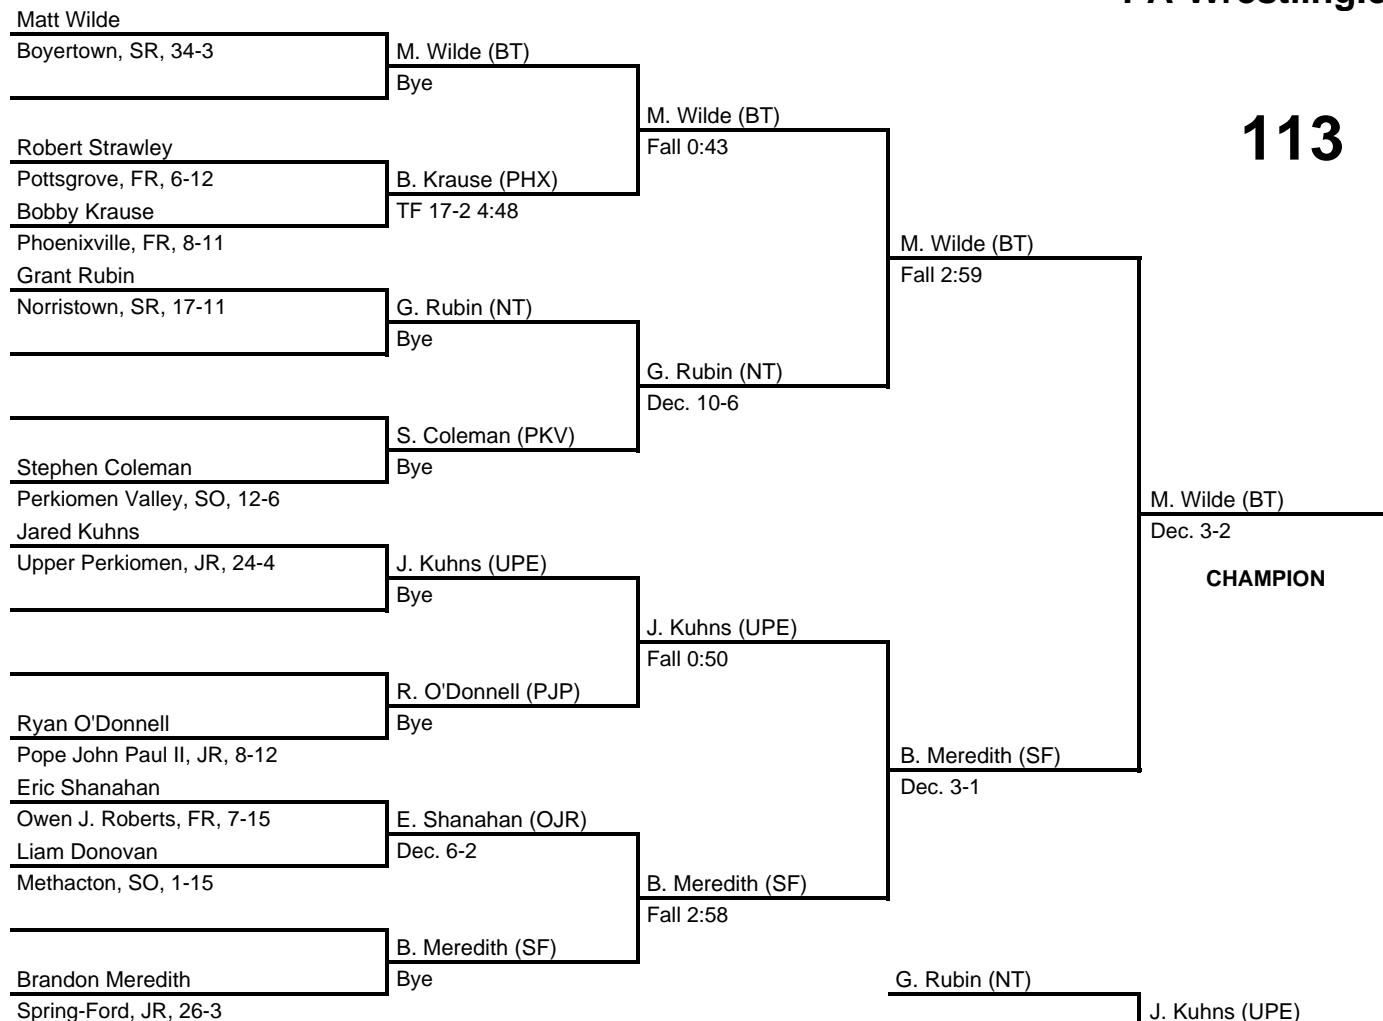 Matt Wilde
Boyertown, SR, 34-3
M. Wilde (BT)
Bye
M. Wilde (BT)
Fall 0:43
113
Robert Strawley
Pottsgrove, FR, 6-12
Bobby Krause
Phoenixville, FR, 8-11
B. Krause (PHX)
TF 17-2 4:48
M. Wilde (BT)
Fall 2:59
Grant Rubin
Norristown, SR, 17-11
G. Rubin (NT)
Bye
G. Rubin (NT)
Dec. 10-6
S. Coleman (PKV)
Bye
Stephen Coleman
Perkiomen Valley, SO, 12-6
M. Wilde (BT)
Dec. 3-2
CHAMPION
Jared Kuhns
Upper Perkiomen, JR, 24-4
J. Kuhns (UPE)
Bye
J. Kuhns (UPE)
Fall 0:50
R. O'Donnell (PJP)
Bye
Ryan O'Donnell
Pope John Paul II, JR, 8-12
B. Meredith (SF)
Dec. 3-1
Eric Shanahan
Owen J. Roberts, FR, 7-15
Liam Donovan
Methacton, SO, 1-15
E. Shanahan (OJR)
Dec. 6-2
B. Meredith (SF)
Fall 2:58
B. Meredith (SF)
Bye
Brandon Meredith
Spring-Ford, JR, 26-3
G. Rubin (NT)
J. Kuhns (UPE)